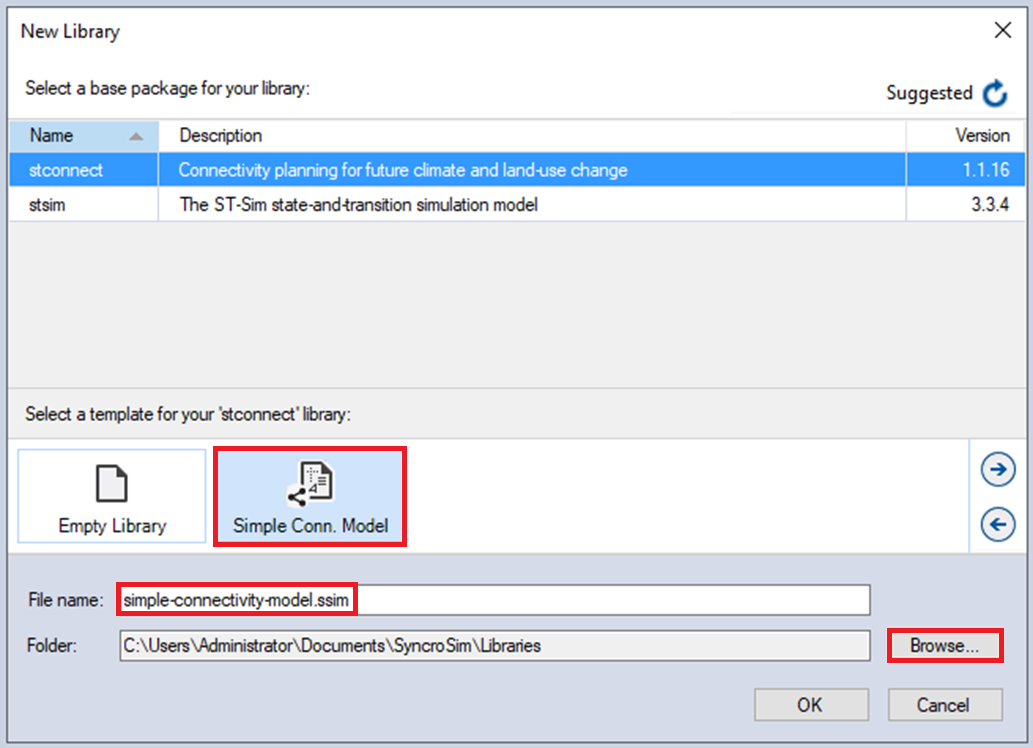 New Library
Select a base package for your library:
Suggested
Name Description Version
stconnect Connectivity planning for future climate and land-use change 1.1.16
stsim The ST-Sim state-and-transition simulation model 3.3.4
Select a template for your 'stconnect' library:
Empty Library Simple Conn. Model
File name: simple-connectivity-model.ssim
Folder: C:\Users\Administrator\Documents\SyncroSim\Libraries Browse...
OK Cancel